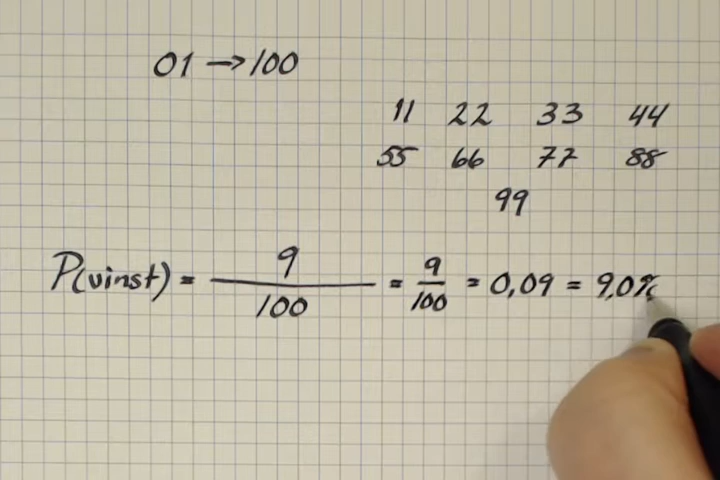 01 → 100
11 22 33 44
55 66 77 88
99
P(vinst) = 9/100 = 9/100 = 0,09 = 9,0%